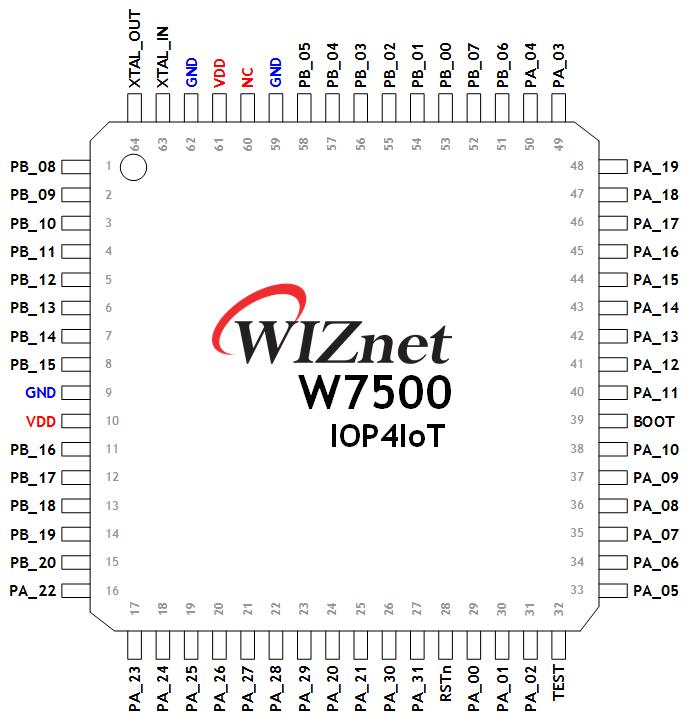 XTAL_OUT
XTAL_IN
GND
VDD
NC
GND
PB_05
PB_04
PB_03
PB_02
PB_01
PB_00
PB_07
PB_06
PA_04
PA_03
64
63
62
61
60
59
58
57
56
55
54
53
52
51
50
49
PB_08 1
PB_09 2
PB_10 3
PB_11 4
PB_12 5
PB_13 6
PB_14 7
PB_15 8
GND 9
VDD 10
PB_16 11
PB_17 12
PB_18 13
PB_19 14
PB_20 15
PA_22 16
WIZnet
W7500
IOP4IoT
48 PA_19
47 PA_18
46 PA_17
45 PA_16
44 PA_15
43 PA_14
42 PA_13
41 PA_12
40 PA_11
39 BOOT
38 PA_10
37 PA_09
36 PA_08
35 PA_07
34 PA_06
33 PA_05
17
18
19
20
21
22
23
24
25
26
27
28
29
30
31
32
PA_23
PA_24
PA_25
PA_26
PA_27
PA_28
PA_29
PA_20
PA_21
PA_30
PA_31
RSTn
PA_00
PA_01
PA_02
TEST